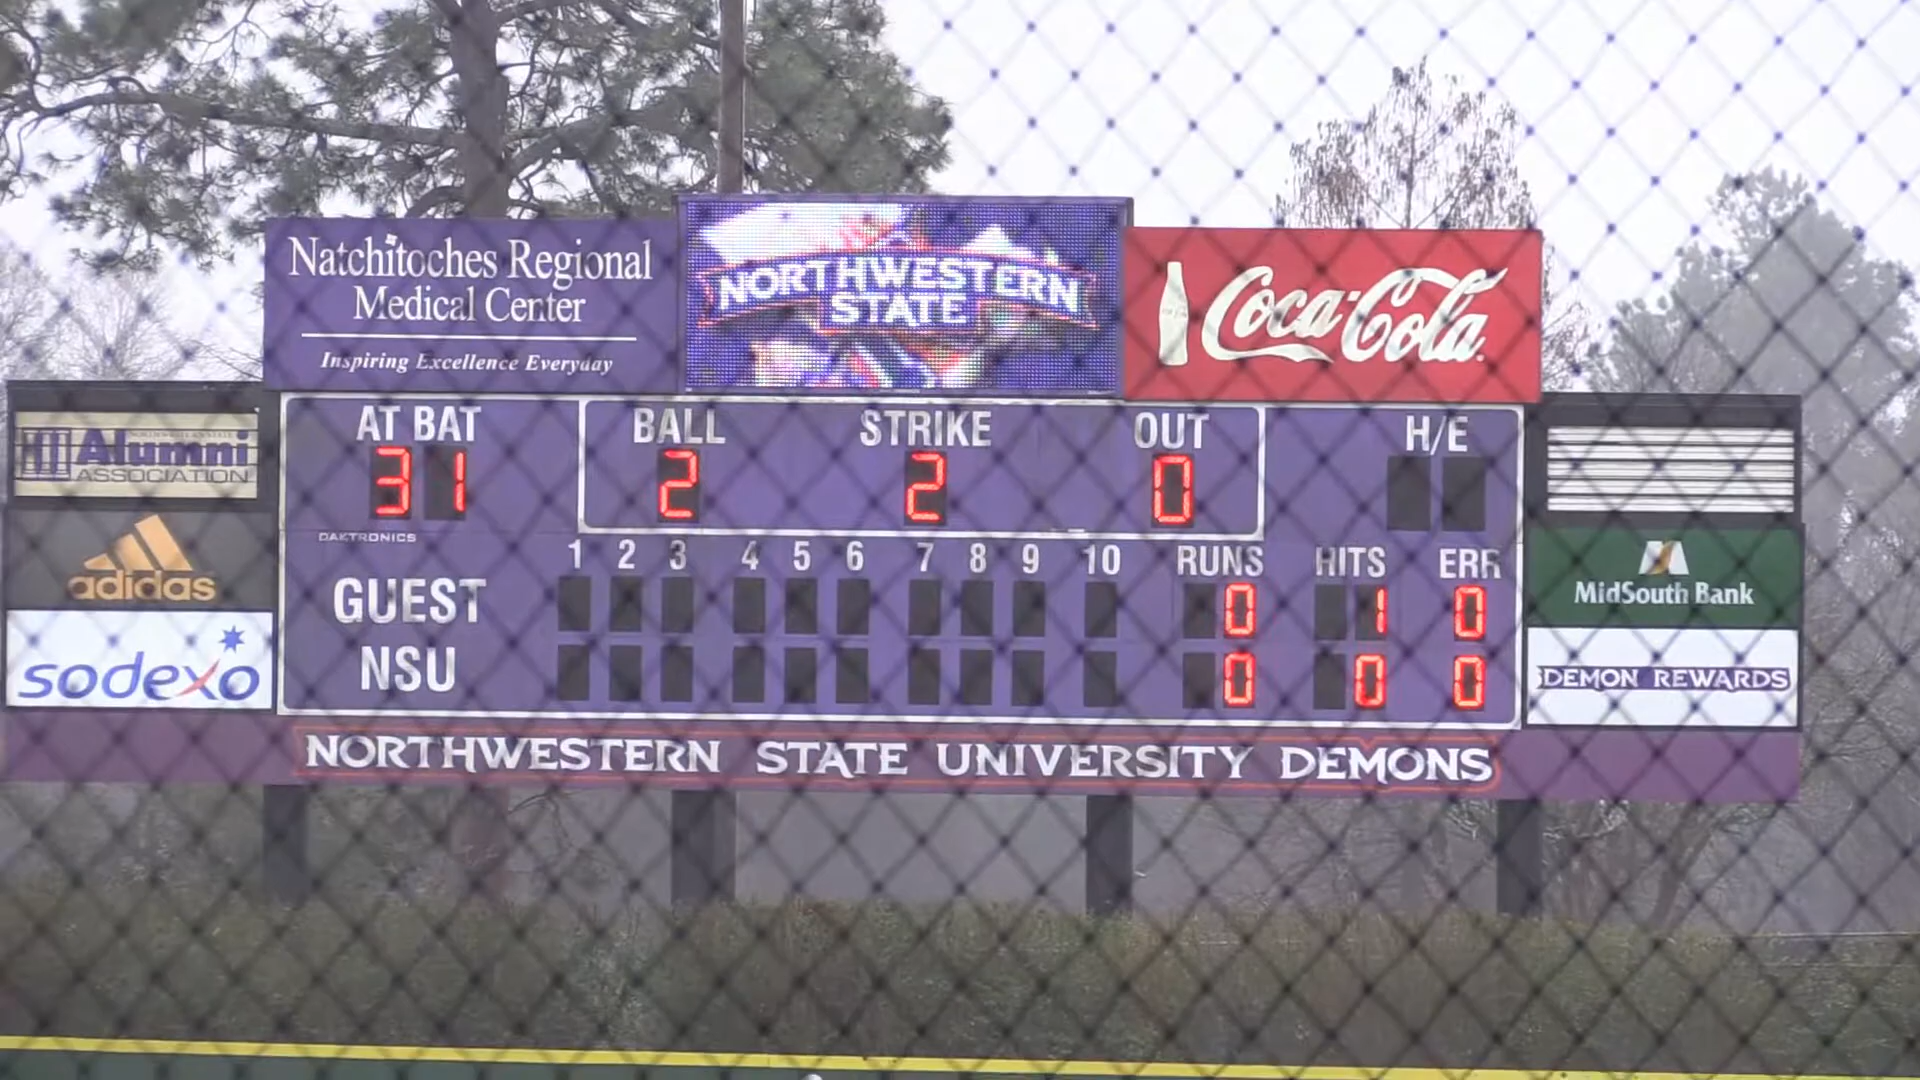 Natchitoches Regional
Medical Center
Inspiring Excellence Everyday
NORTHWESTERN
STATE
Coca-Cola
Alumni
ASSOCIATION
adidas
sodexo
AT BAT BALL STRIKE OUT H/E
31 2 2 0
DAKTRONICS
1 2 3 4 5 6 7 8 9 10 RUNS HITS ERR
GUEST 0 1 0
NSU 0 0 0
MidSouth Bank
DEMON REWARDS
NORTHWESTERN STATE UNIVERSITY DEMONS